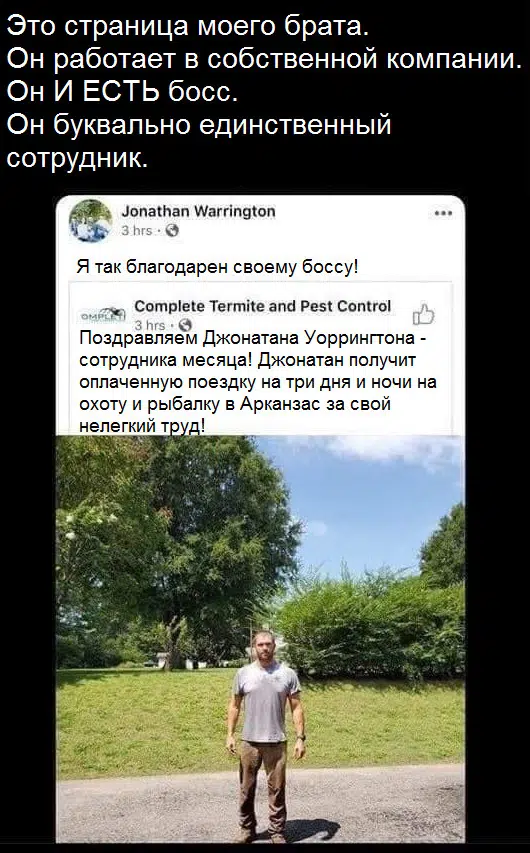 Это страница моего брата.
Он работает в собственной компании.
Он И ЕСТЬ босс.
Он буквально единственный
сотрудник.
Jonathan Warrington
3 hrs ·
Я так благодарен своему боссу!
OMPLETE
Complete Termite and Pest Control
3 hrs ·
Поздравляем Джонатана Уоррингтона -
сотрудника месяца! Джонатан получит
оплаченную поездку на три дня и ночи на
охоту и рыбалку в Арканзас за свой
нелегкий труд!